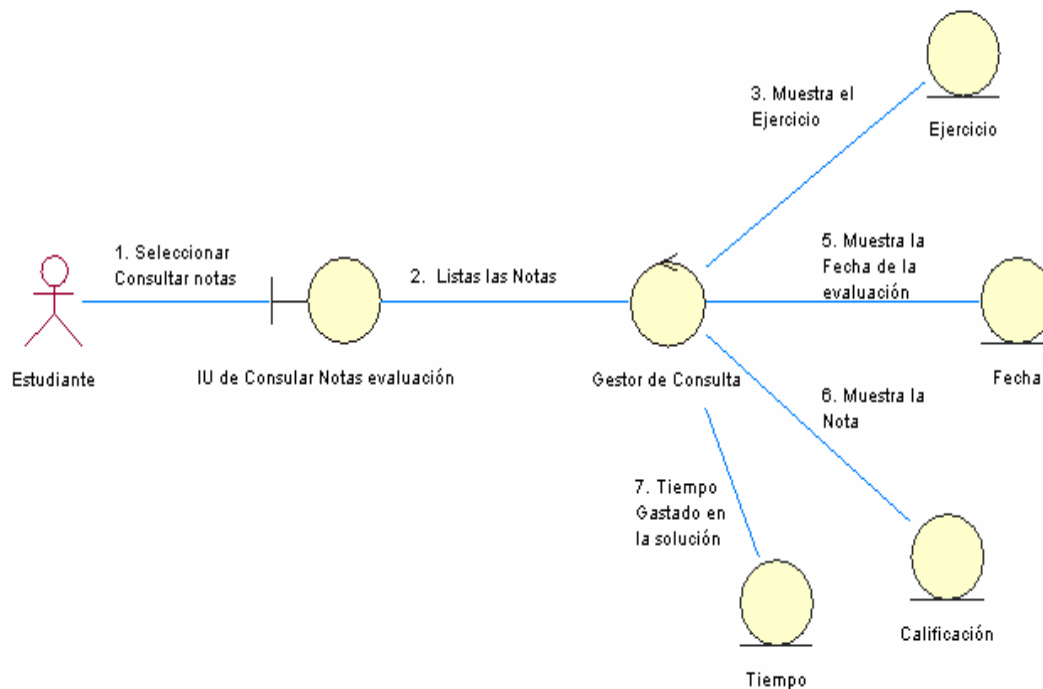 3. Muestra el
Ejercicio
Ejercicio
1. Seleccionar
Consultar notas
2. Listas las Notas
5. Muestra la
Fecha de la
evaluación
Estudiante
IU de Consular Notas evaluación
Gestor de Consulta
Fecha
6. Muestra la
Nota
7. Tiempo
Gastado en
la solución
Calificación
Tiempo